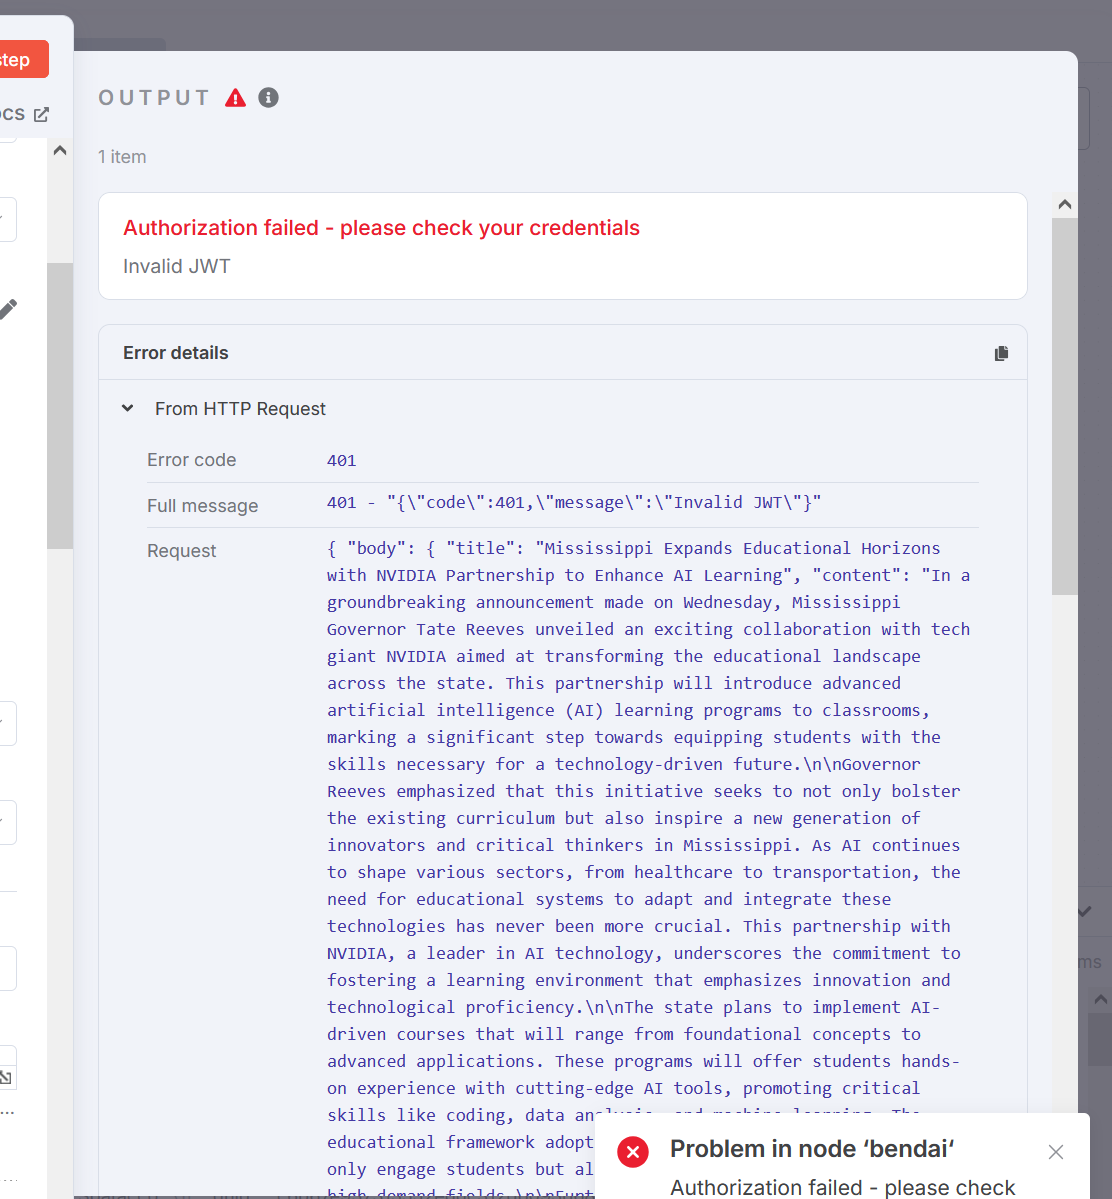 step
OCS
OUTPUT
1 item
Authorization failed - please check your credentials
Invalid JWT
Error details
From HTTP Request
Error code
401
Full message
401 - "{\"code\":401,\"message\":\"Invalid JWT\"}"
Request
{ "body": { "title": "Mississippi Expands Educational Horizons
with NVIDIA Partnership to Enhance AI Learning", "content": "In a
groundbreaking announcement made on Wednesday, Mississippi
Governor Tate Reeves unveiled an exciting collaboration with tech
giant NVIDIA aimed at transforming the educational landscape
across the state. This partnership will introduce advanced
artificial intelligence (AI) learning programs to classrooms,
marking a significant step towards equipping students with the
skills necessary for a technology-driven future.\n\nGovernor
Reeves emphasized that this initiative seeks to not only bolster
the existing curriculum but also inspire a new generation of
innovators and critical thinkers in Mississippi. As AI continues
to shape various sectors, from healthcare to transportation, the
need for educational systems to adapt and integrate these
technologies has never been more crucial. This partnership with
NVIDIA, a leader in AI technology, underscores the commitment to
fostering a learning environment that emphasizes innovation and
technological proficiency.\n\nThe state plans to implement AI-
driven courses that will range from foundational concepts to
advanced applications. These programs will offer students hands-
on experience with cutting-edge AI tools, promoting critical
skills like coding, data analysis, and machine learning. The
educational framework adopt
only engage students but al
high-demand fields.\n\nFurt
ms
Problem in node ‘bendai‘
Authorization failed - please check